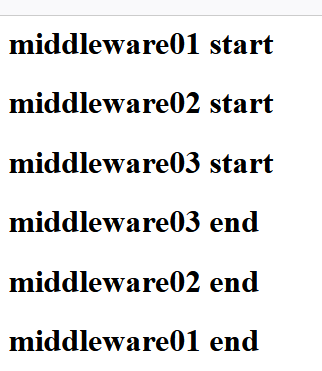 middleware01 start
middleware02 start
middleware03 start
middleware03 end
middleware02 end
middleware01 end